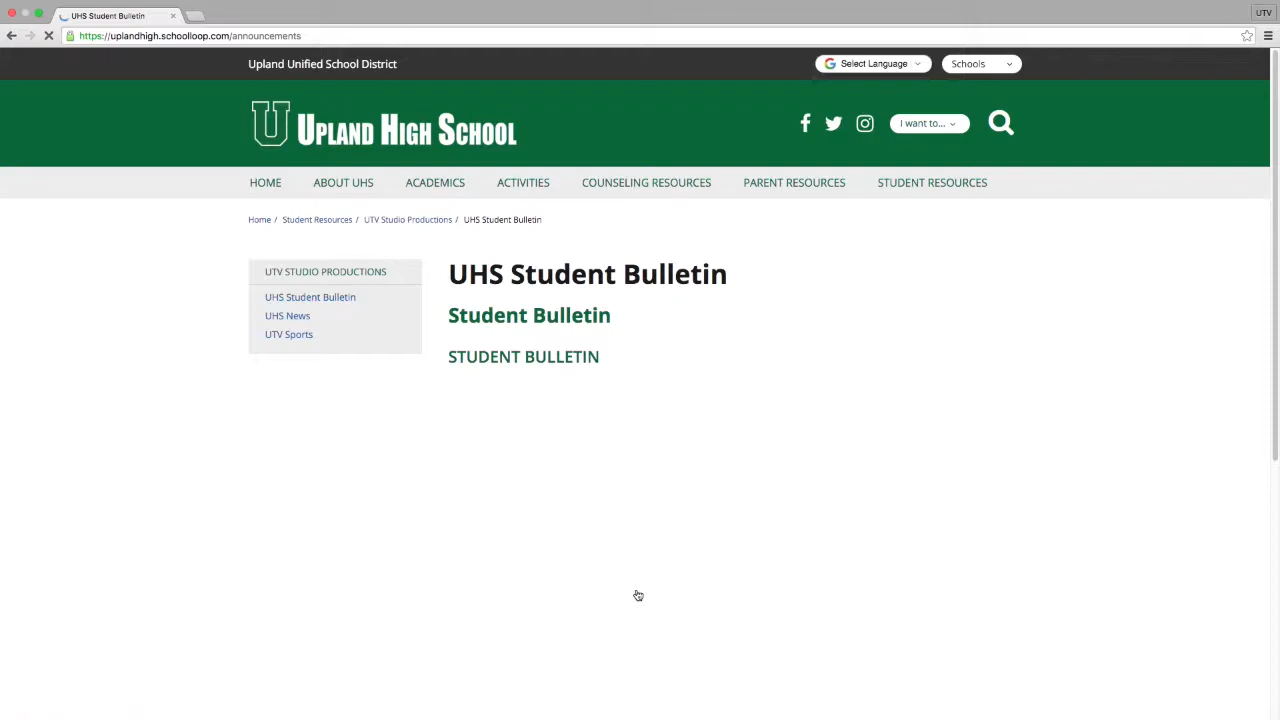 UHS Student Bulletin
UTV
https://uplandhigh.schoolloop.com/announcements
Upland Unified School District
Select Language
Schools
U
UPLAND HIGH SCHOOL
I want to...
HOME
ABOUT UHS
ACADEMICS
ACTIVITIES
COUNSELING RESOURCES
PARENT RESOURCES
STUDENT RESOURCES
Home / Student Resources / UTV Studio Productions / UHS Student Bulletin
UTV STUDIO PRODUCTIONS
UHS Student Bulletin
UHS News
UTV Sports
UHS Student Bulletin
Student Bulletin
STUDENT BULLETIN